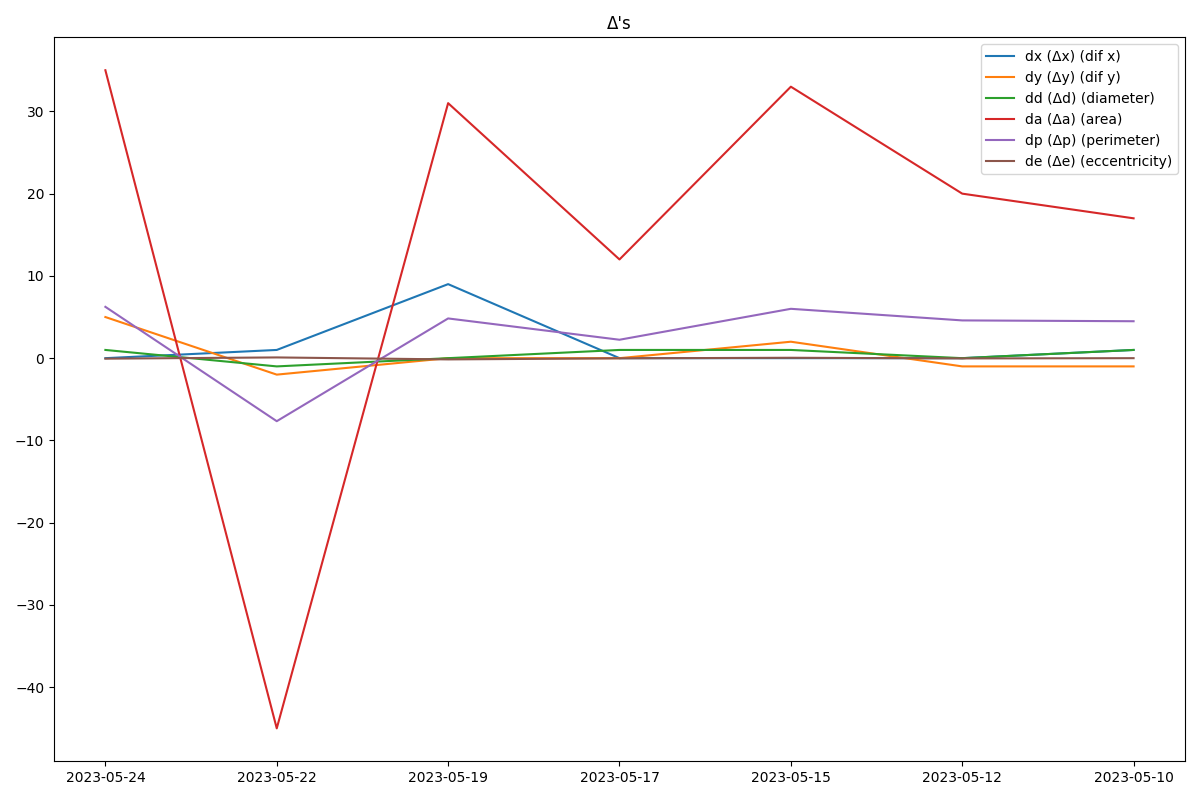 Δ's
dx (Δx) (dif x)
dy (Δy) (dif y)
dd (Δd) (diameter)
da (Δa) (area)
dp (Δp) (perimeter)
de (Δe) (eccentricity)
30
20
10
0
−10
−20
−30
−40
2023-05-24 2023-05-22 2023-05-19 2023-05-17 2023-05-15 2023-05-12 2023-05-10